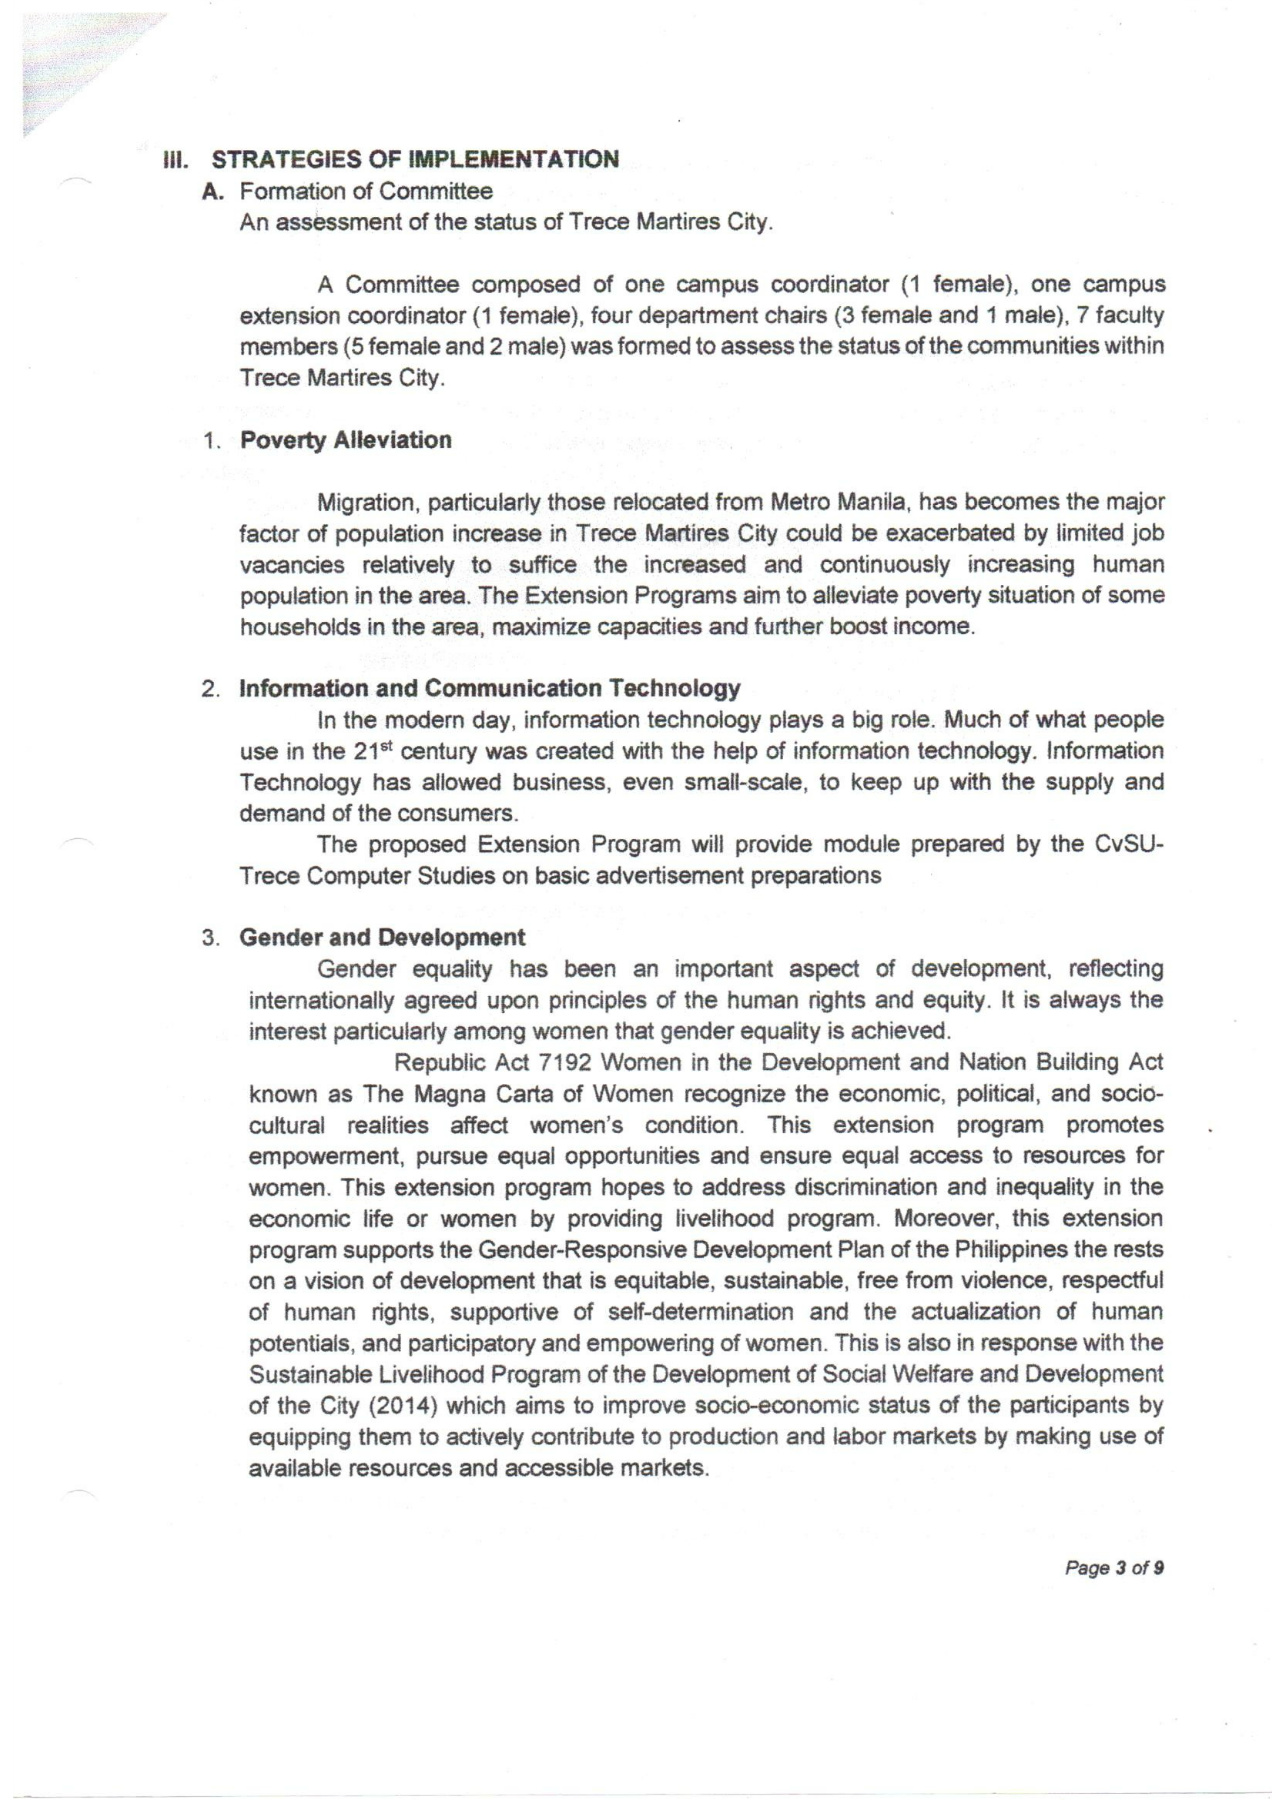 III. STRATEGIES OF IMPLEMENTATION
A. Formation of Committee
An assessment of the status of Trece Martires City.
A Committee composed of one campus coordinator (1 female), one campus
extension coordinator (1 female), four department chairs (3 female and 1 male), 7 faculty
members (5 female and 2 male) was formed to assess the status of the communities within
Trece Martires City.
1. Poverty Alleviation
Migration, particularly those relocated from Metro Manila, has becomes the major
factor of population increase in Trece Martires City could be exacerbated by limited job
vacancies relatively to suffice the increased and continuously increasing human
population in the area. The Extension Programs aim to alleviate poverty situation of some
households in the area, maximize capacities and further boost income.
2. Information and Communication Technology
In the modern day, information technology plays a big role. Much of what people
use in the 21st century was created with the help of information technology. Information
Technology has allowed business, even small-scale, to keep up with the supply and
demand of the consumers.
The proposed Extension Program will provide module prepared by the CvSU-
Trece Computer Studies on basic advertisement preparations
3. Gender and Development
Gender equality has been an important aspect of development, reflecting
internationally agreed upon principles of the human rights and equity. It is always the
interest particularly among women that gender equality is achieved.
Republic Act 7192 Women in the Development and Nation Building Act
known as The Magna Carta of Women recognize the economic, political, and socio-
cultural realities affect women's condition. This extension program promotes
empowerment, pursue equal opportunities and ensure equal access to resources for
women. This extension program hopes to address discrimination and inequality in the
economic life or women by providing livelihood program. Moreover, this extension
program supports the Gender-Responsive Development Plan of the Philippines the rests
on a vision of development that is equitable, sustainable, free from violence, respectful
of human rights, supportive of self-determination and the actualization of human
potentials, and participatory and empowering of women. This is also in response with the
Sustainable Livelihood Program of the Development of Social Welfare and Development
of the City (2014) which aims to improve socio-economic status of the participants by
equipping them to actively contribute to production and labor markets by making use of
available resources and accessible markets.
Page 3 of 9